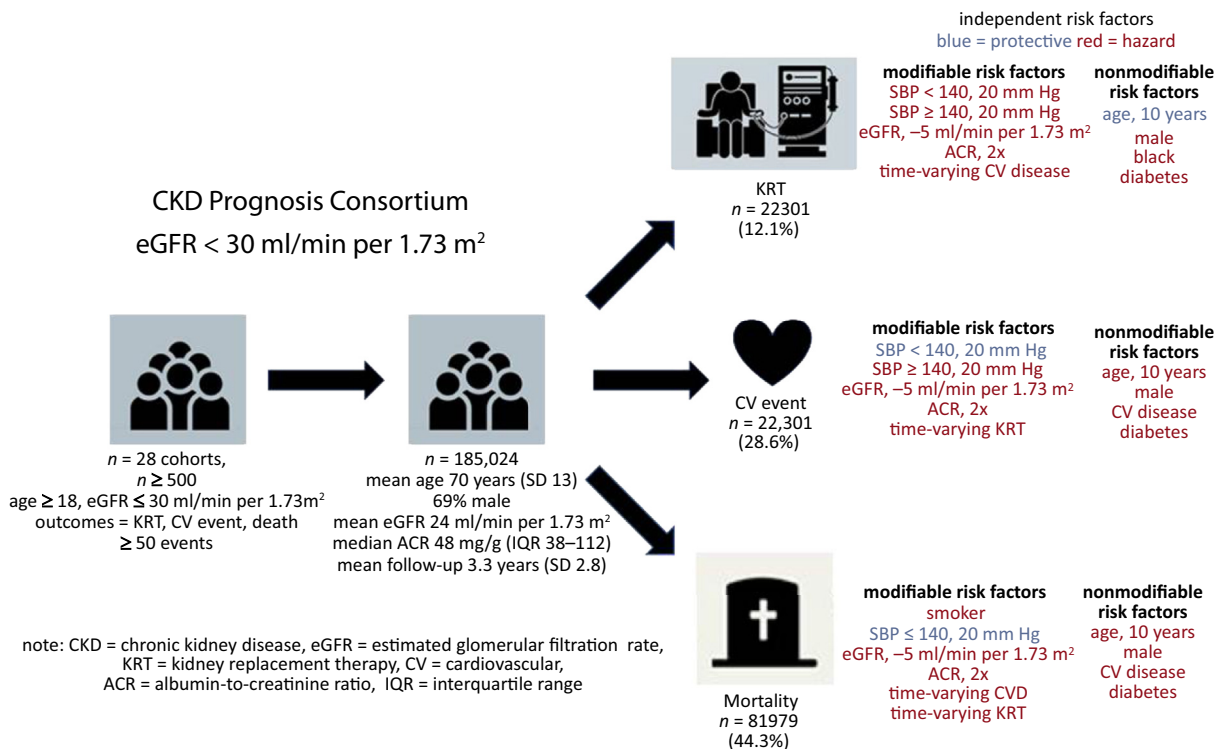 independent risk factors
blue = protective red = hazard
modifiable risk factors
SBP < 140, 20 mm Hg
SBP ≥ 140, 20 mm Hg
eGFR, –5 ml/min per 1.73 m²
ACR, 2x
time-varying CV disease
nonmodifiable
risk factors
age, 10 years
male
black
diabetes
KRT
n = 22301
(12.1%)
CKD Prognosis Consortium
eGFR < 30 ml/min per 1.73 m²
n = 28 cohorts,
n ≥ 500
age ≥ 18, eGFR ≤ 30 ml/min per 1.73m²
outcomes = KRT, CV event, death
≥ 50 events
n = 185,024
mean age 70 years (SD 13)
69% male
mean eGFR 24 ml/min per 1.73 m²
median ACR 48 mg/g (IQR 38–112)
mean follow-up 3.3 years (SD 2.8)
CV event
n = 22,301
(28.6%)
modifiable risk factors
SBP < 140, 20 mm Hg
SBP ≥ 140, 20 mm Hg
eGFR, –5 ml/min per 1.73 m²
ACR, 2x
time-varying KRT
nonmodifiable
risk factors
age, 10 years
male
CV disease
diabetes
Mortality
n = 81979
(44.3%)
modifiable risk factors
smoker
SBP ≤ 140, 20 mm Hg
eGFR, –5 ml/min per 1.73 m²
ACR, 2x
time-varying CVD
time-varying KRT
nonmodifiable
risk factors
age, 10 years
male
CV disease
diabetes
note: CKD = chronic kidney disease, eGFR = estimated glomerular filtration rate,
KRT = kidney replacement therapy, CV = cardiovascular,
ACR = albumin-to-creatinine ratio, IQR = interquartile range